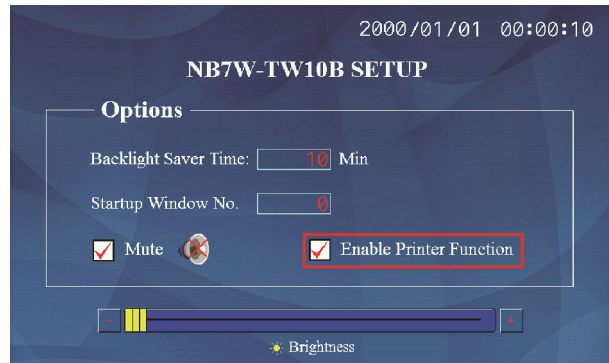 2000/01/01 00:00:10
NB7W-TW10B SETUP
Options
Backlight Saver Time: 10 Min
Startup Window No. 0
Mute Enable Printer Function
- +
Brightness